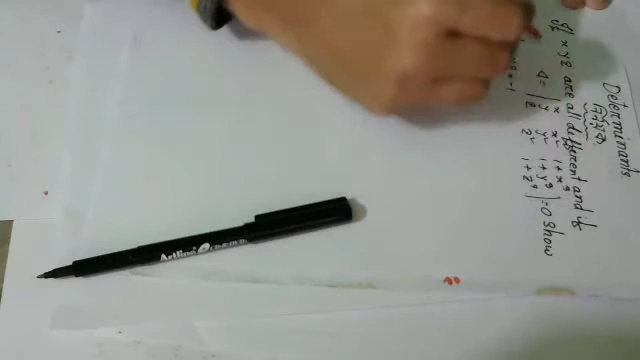 Determinants.
If x y z are all different and if
Δ = | x x² 1+x³
y y² 1+y³
z z² 1+z³ | = 0 show
= -1
Artline